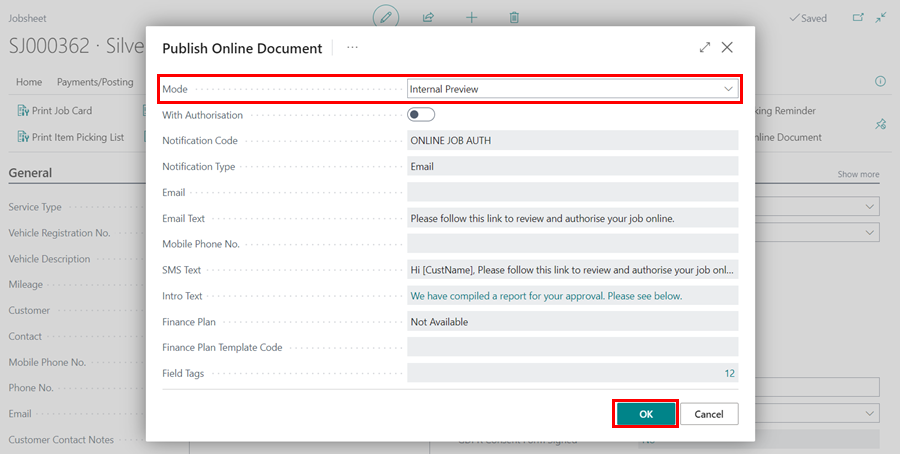 Jobsheet
Saved
SJ000362 · Silve
Publish Online Document
Home Payments/Posting
Print Job Card
king Reminder
Print Item Picking List
nline Document
General
Show more
Service Type
Vehicle Registration No.
Vehicle Description
Mileage
Customer
Contact
Mobile Phone No.
Phone No.
Email
Customer Contact Notes
Mode Internal Preview
With Authorisation
Notification Code ONLINE JOB AUTH
Notification Type Email
Email
Email Text Please follow this link to review and authorise your job online.
Mobile Phone No.
SMS Text Hi [CustName], Please follow this link to review and authorise your job onl...
Intro Text We have compiled a report for your approval. Please see below.
Finance Plan Not Available
Finance Plan Template Code
Field Tags 12
OK Cancel